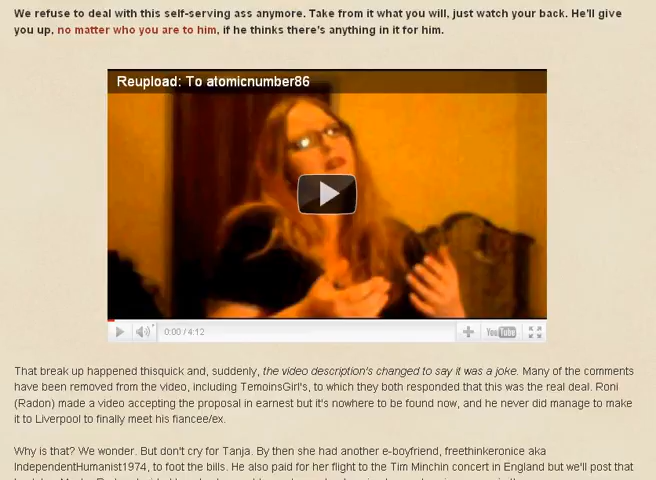 We refuse to deal with this self-serving ass anymore. Take from it what you will, just watch your back. He'll give
you up, no matter who you are to him, if he thinks there's anything in it for him.
Reupload: To atomicnumber86
0:00 / 4:12
YouTube
That break up happened thisquick and, suddenly, the video description's changed to say it was a joke. Many of the comments
have been removed from the video, including TemoinsGirl's, to which they both responded that this was the real deal. Roni
(Radon) made a video accepting the proposal in earnest but it's nowhere to be found now, and he never did manage to make
it to Liverpool to finally meet his fiancee/ex.
Why is that? We wonder. But don't cry for Tanja. By then she had another e-boyfriend, freethinkeronice aka
IndependentHumanist1974, to foot the bills. He also paid for her flight to the Tim Minchin concert in England but we'll post that